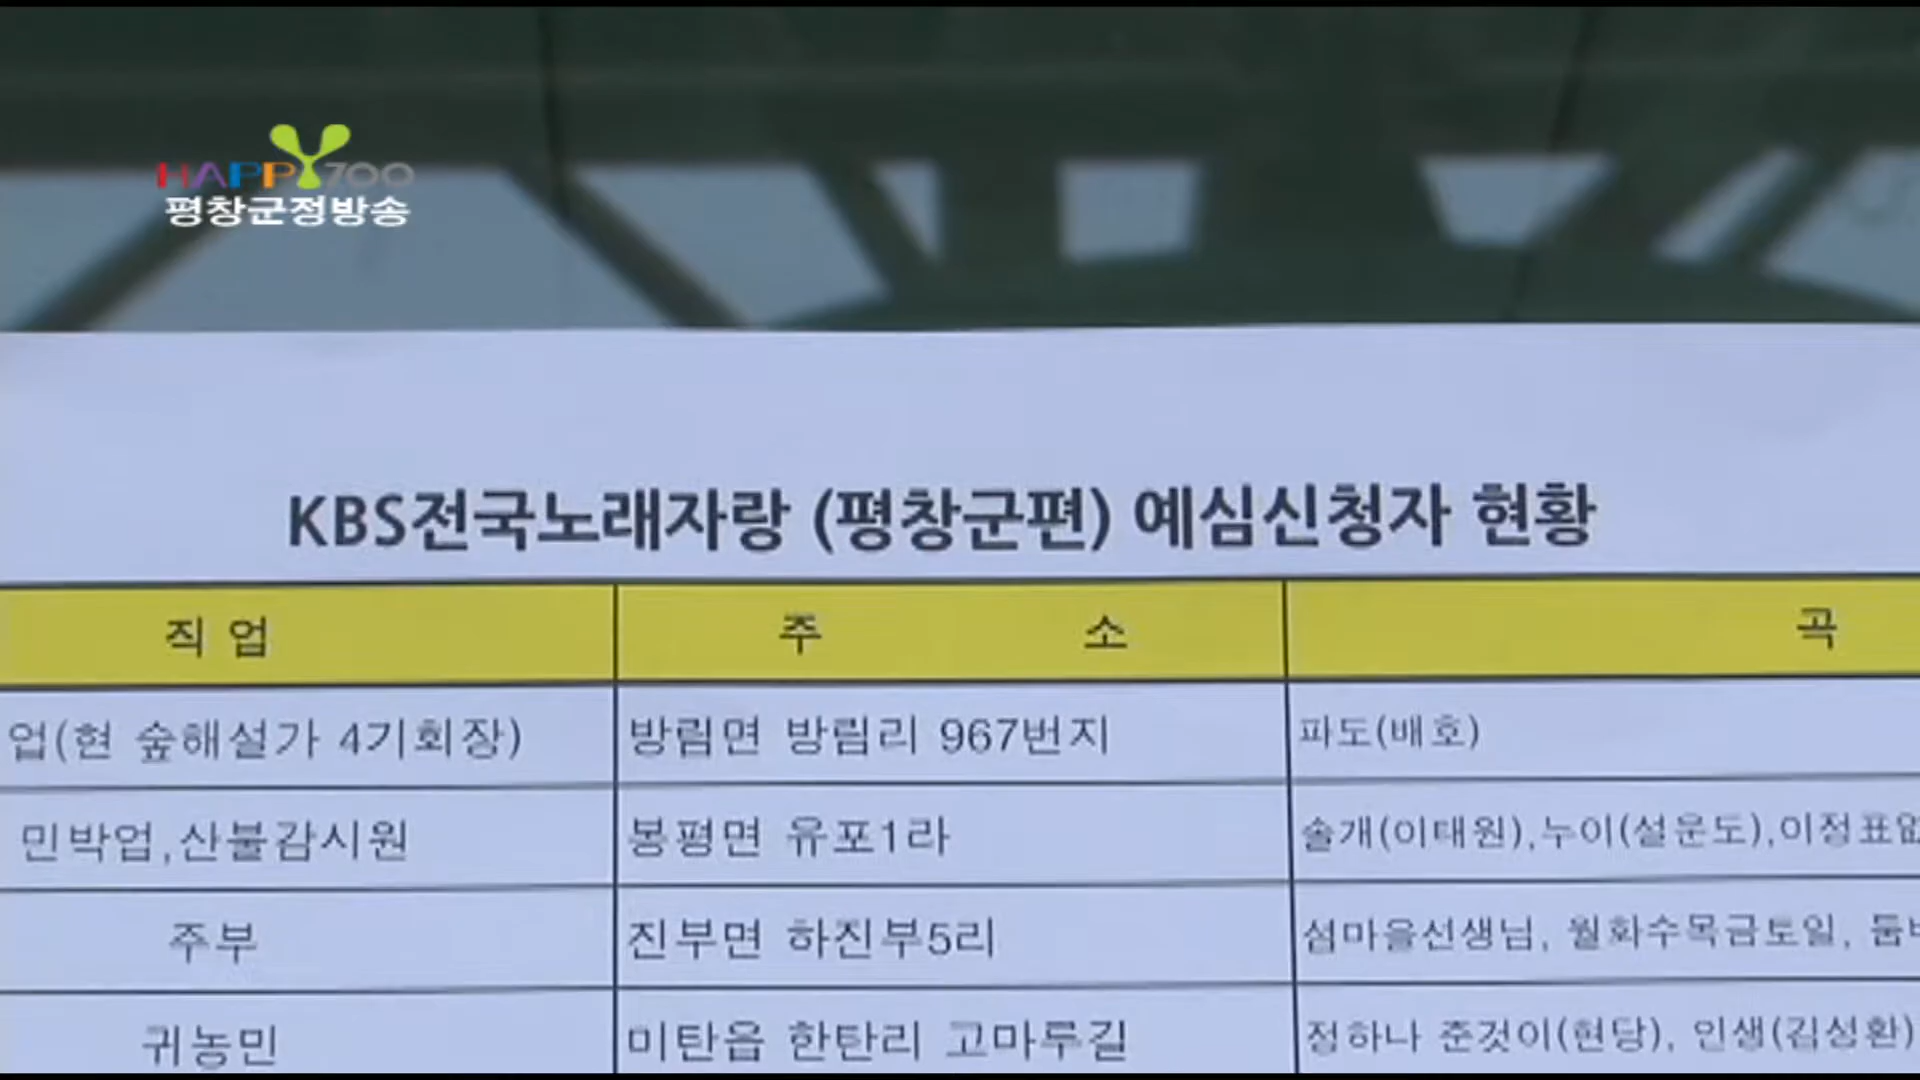 HAPPY700
평창군정방송
KBS전국노래자랑 (평창군편) 예심신청자 현황
직 업 주 소 곡
업(현 숲해설가 4기회장) 방림면 방림리 967번지 파도(배호)
민박업,산불감시원 봉평면 유포1라 솔개(이태원),누이(설운도),이정표없
주부 진부면 하진부5리 섬마을선생님, 월화수목금토일, 둠바
귀농민 미탄읍 한탄리 고마루길 정하나 준것이(현당), 인생(김성환)